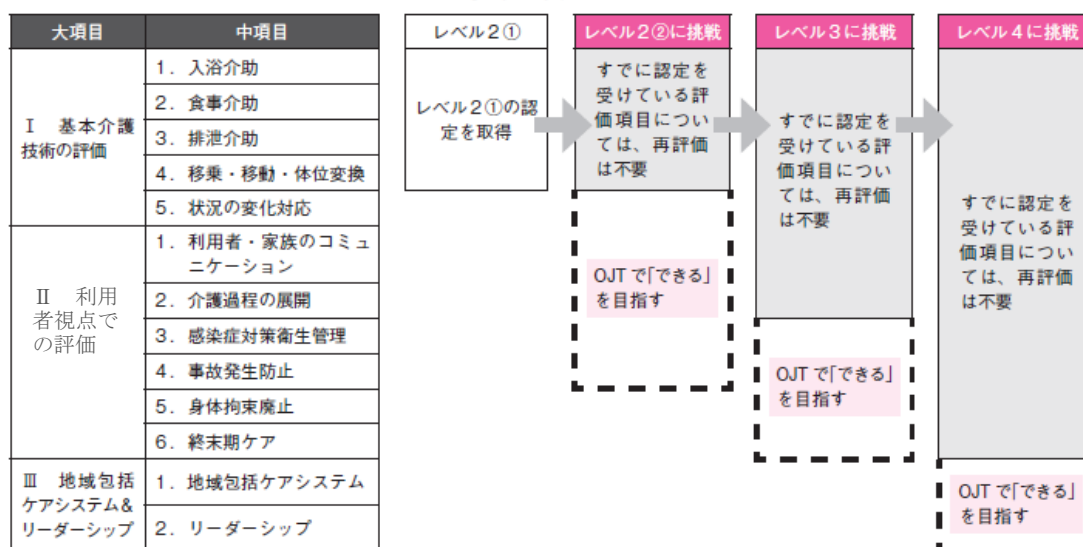 大項目
中項目
Ⅰ 基本介護
技術の評価
1. 入浴介助
2. 食事介助
3. 排泄介助
4. 移乗・移動・体位変換
5. 状況の変化対応
Ⅱ 利用
者視点で
の評価
1. 利用者・家族のコミュ
ニケーション
2. 介護過程の展開
3. 感染症対策衛生管理
4. 事故発生防止
5. 身体拘束廃止
6. 終末期ケア
Ⅲ 地域包括
ケアシステム&
リーダーシップ
1. 地域包括ケアシステム
2. リーダーシップ
レベル2①
レベル2①の認
定を取得
レベル2②に挑戦
すでに認定を
受けている評
価項目につい
ては、再評価
は不要
OJTで「できる」
を目指す
レベル3に挑戦
すでに認定を
受けている評
価項目につい
ては、再評価
は不要
OJTで「できる」
を目指す
レベル4に挑戦
すでに認定を
受けている評
価項目につい
ては、再評価
は不要
OJTで「できる」
を目指す